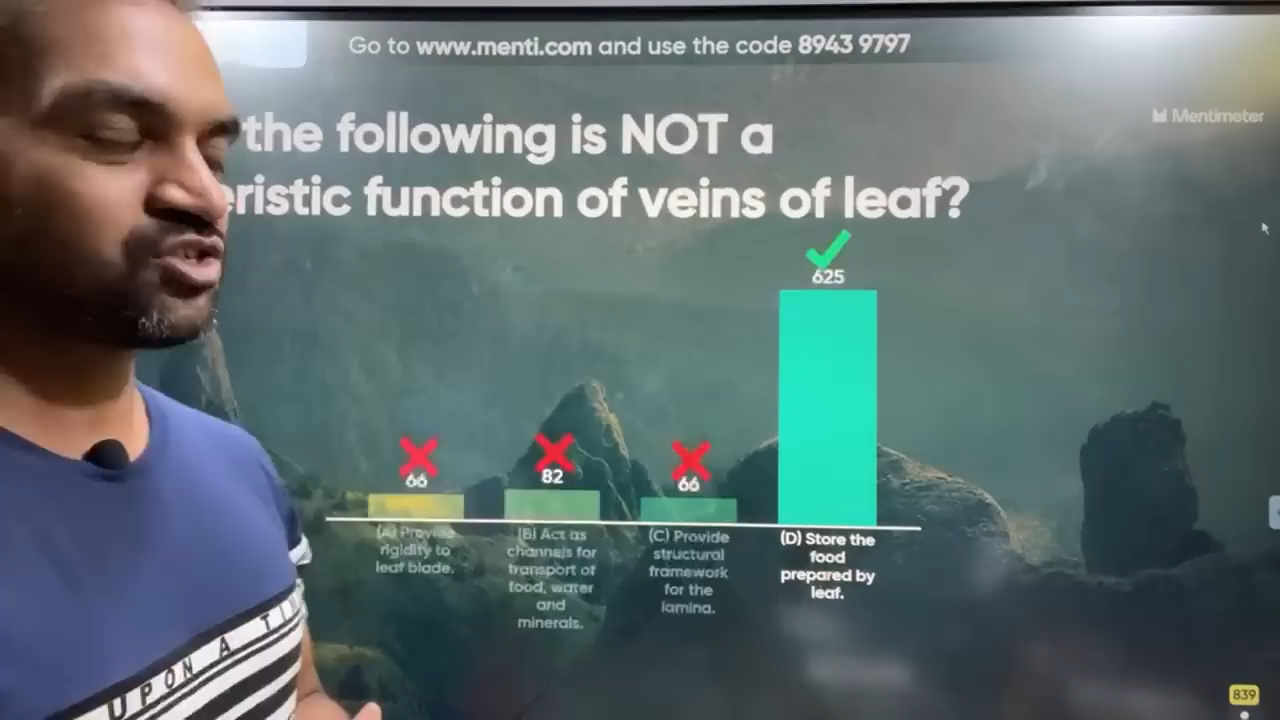 Go to www.menti.com and use the code 8943 9797
Mentimeter
the following is NOT a
eristic function of veins of leaf?
625
66
82
66
(A) Provide
rigidity to
leaf blade.
(B) Act as
channels for
transport of
food, water
and
minerals.
(C) Provide
structural
framework
for the
lamina.
(D) Store the
food
prepared by
leaf.
UPON A TI
839